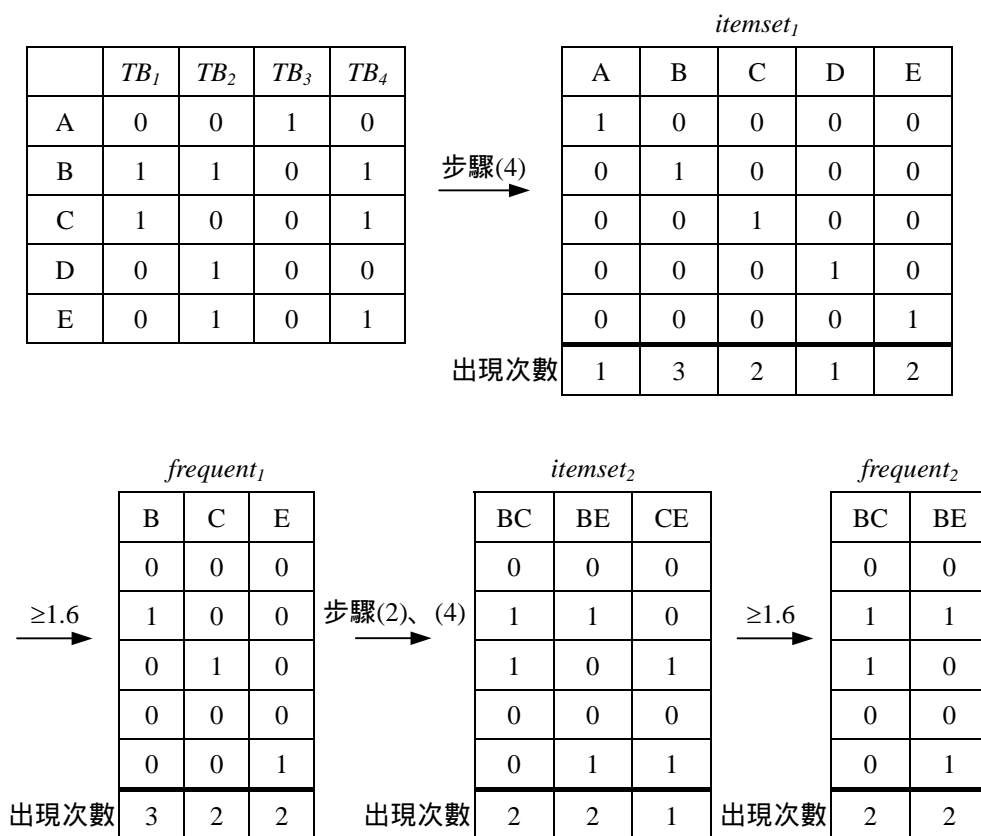 itemset1
TB1 TB2 TB3 TB4
A 0 0 1 0
B 1 1 0 1
C 1 0 0 1
D 0 1 0 0
E 0 1 0 1
步驟(4)
A B C D E
1 0 0 0 0
0 1 0 0 0
0 0 1 0 0
0 0 0 1 0
0 0 0 0 1
出現次數 1 3 2 1 2
frequent1
≥1.6
B C E
0 0 0
1 0 0
0 1 0
0 0 0
0 0 1
出現次數 3 2 2
步驟(2)、(4)
itemset2
BC BE CE
0 0 0
1 1 0
1 0 1
0 0 0
0 1 1
出現次數 2 2 1
≥1.6
frequent2
BC BE
0 0
1 1
1 0
0 0
0 1
出現次數 2 2